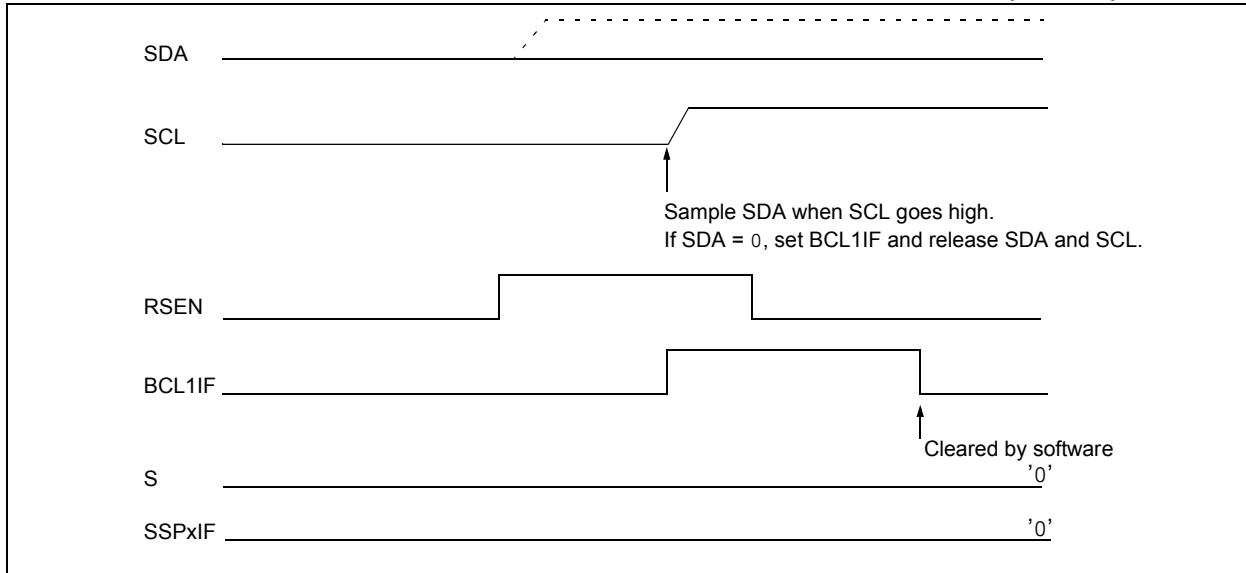 SDA
SCL
Sample SDA when SCL goes high.
If SDA = 0, set BCL1IF and release SDA and SCL.
RSEN
BCL1IF
Cleared by software
S
'0'
SSPxIF
'0'